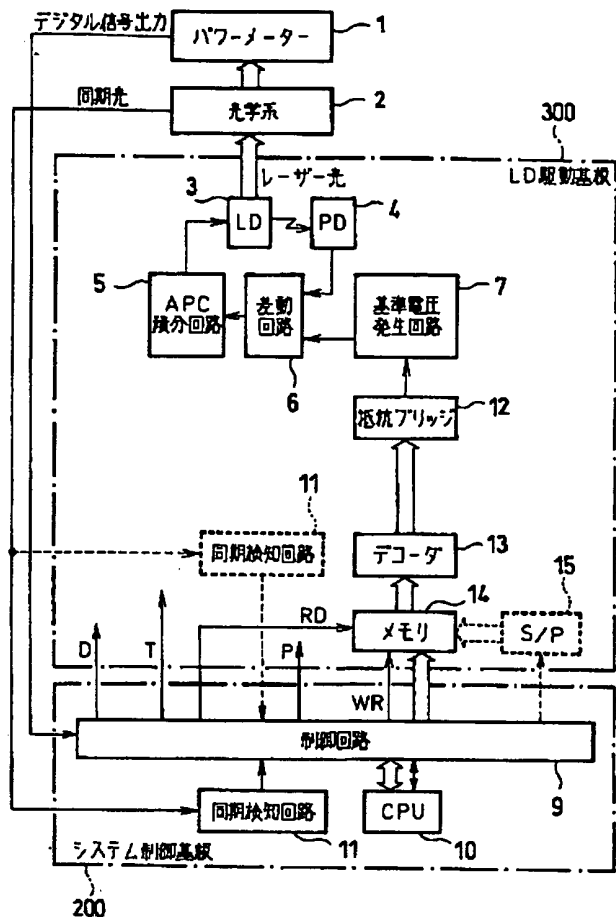 デジタル信号出力
パワーメーター
1
同期光
光学系
2
300
LD駆動基板
レーザー光
3
LD
PD
4
5
APC
積分回路
差動
回路
6
基準電圧
発生回路
7
抵抗ブリッジ
12
11
同期検知回路
デコーダ
13
14
メモリ
15
S/P
RD
D
T
P
WR
制御回路
9
同期検知回路
11
CPU
10
システム制御基板
200